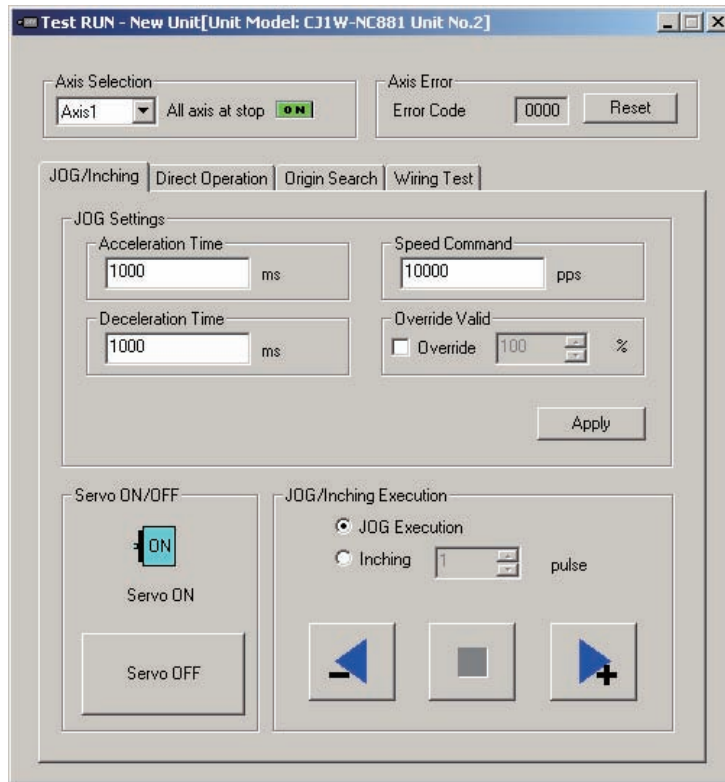 Test RUN - New Unit[Unit Model: CJ1W-NC881 Unit No.2]
Axis Selection
Axis1
All axis at stop
ON
Axis Error
Error Code
0000
Reset
JOG/Inching
Direct Operation
Origin Search
Wiring Test
JOG Settings
Acceleration Time
1000
ms
Speed Command
10000
pps
Deceleration Time
1000
ms
Override Valid
Override
100
%
Apply
Servo ON/OFF
ON
Servo ON
Servo OFF
JOG/Inching Execution
JOG Execution
Inching
1
pulse
-
+